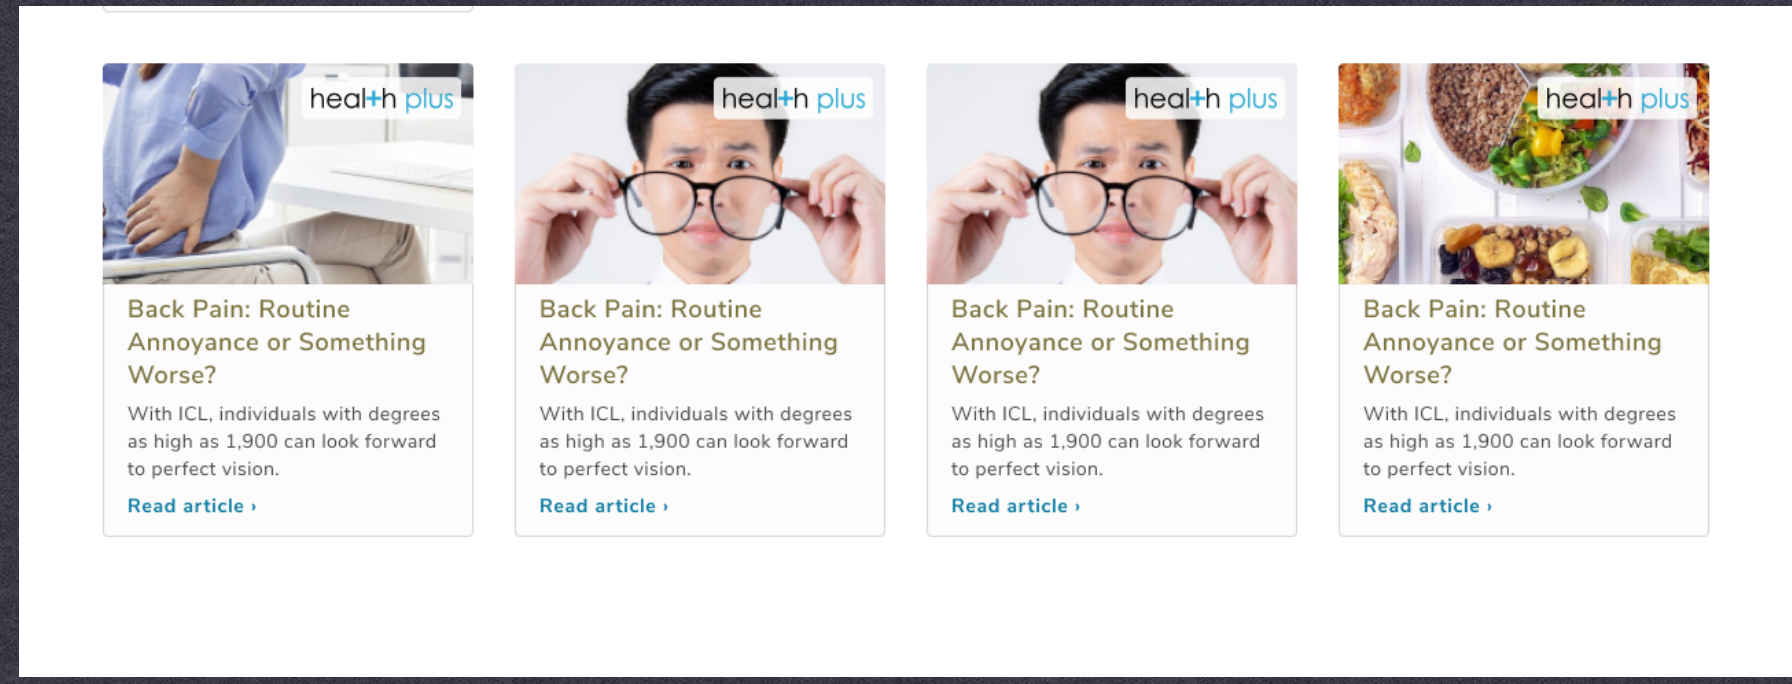 health plus
Back Pain: Routine
Annoyance or Something
Worse?
With ICL, individuals with degrees
as high as 1,900 can look forward
to perfect vision.
Read article ›
health plus
Back Pain: Routine
Annoyance or Something
Worse?
With ICL, individuals with degrees
as high as 1,900 can look forward
to perfect vision.
Read article ›
health plus
Back Pain: Routine
Annoyance or Something
Worse?
With ICL, individuals with degrees
as high as 1,900 can look forward
to perfect vision.
Read article ›
health plus
Back Pain: Routine
Annoyance or Something
Worse?
With ICL, individuals with degrees
as high as 1,900 can look forward
to perfect vision.
Read article ›